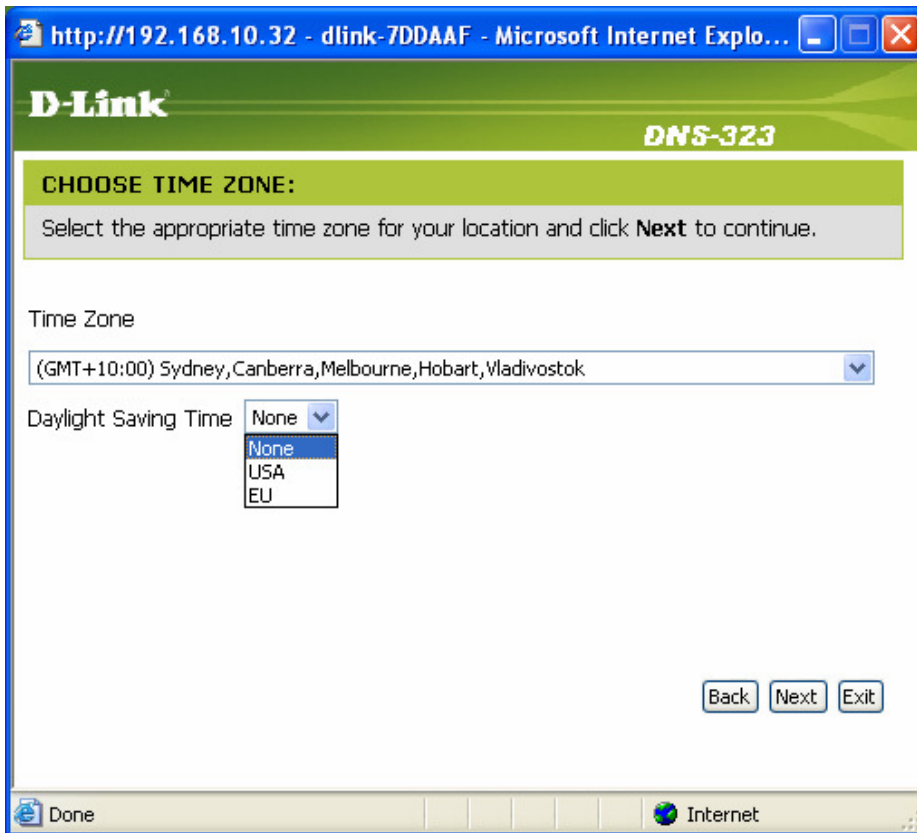 http://192.168.10.32 - dlink-7DDAAF - Microsoft Internet Explo...
D-Link
DNS-323
CHOOSE TIME ZONE:
Select the appropriate time zone for your location and click Next to continue.
Time Zone
(GMT+10:00) Sydney,Canberra,Melbourne,Hobart,Vladivostok
Daylight Saving Time None
None
USA
EU
Back Next Exit
Done Internet